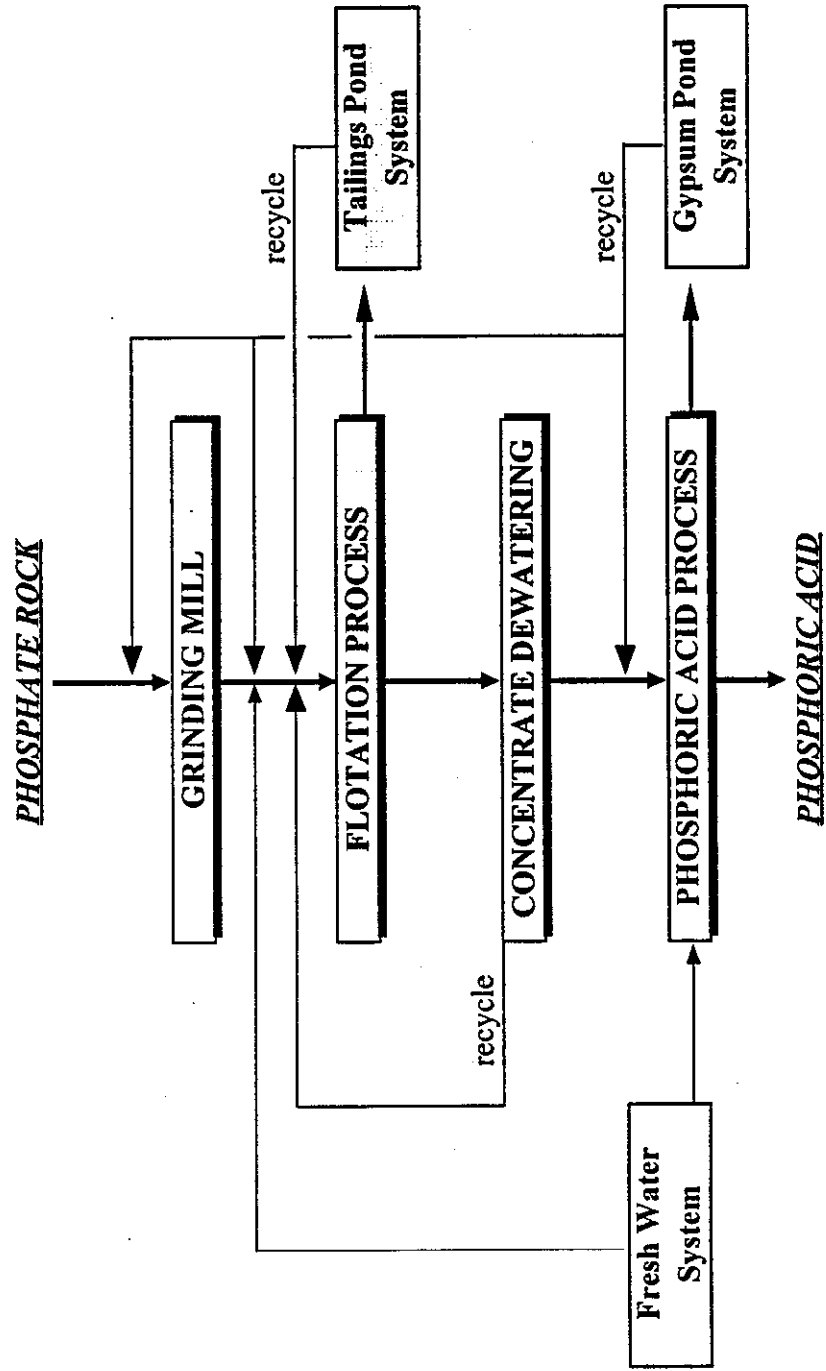 PHOSPHATE ROCK
GRINDING MILL
FLOTATION PROCESS
recycle
Tailings Pond
System
CONCENTRATE DEWATERING
recycle
recycle
Fresh Water
System
PHOSPHORIC ACID PROCESS
Gypsum Pond
System
PHOSPHORIC ACID